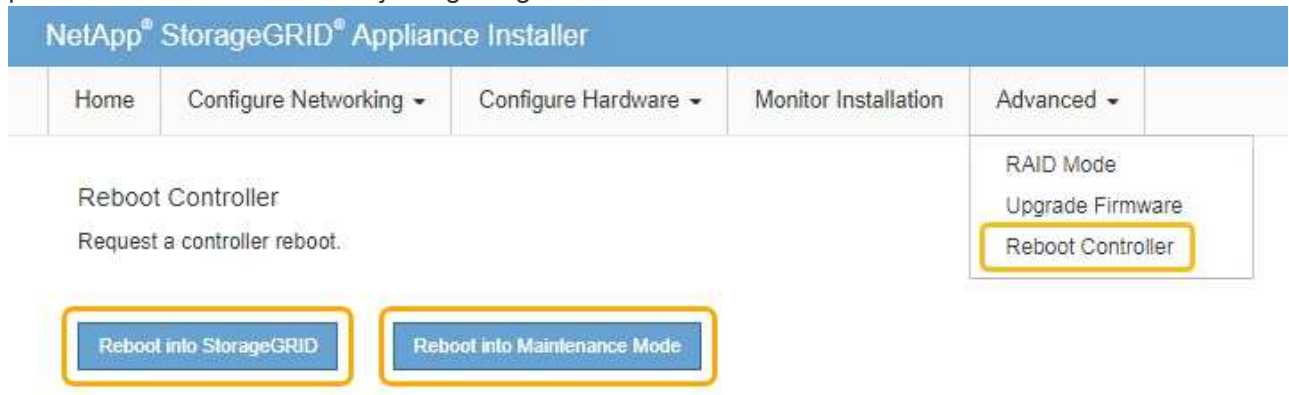 NetApp® StorageGRID® Appliance Installer
Home Configure Networking Configure Hardware Monitor Installation Advanced
RAID Mode
Upgrade Firmware
Reboot Controller
Reboot Controller
Request a controller reboot.
Reboot into StorageGRID Reboot into Maintenance Mode